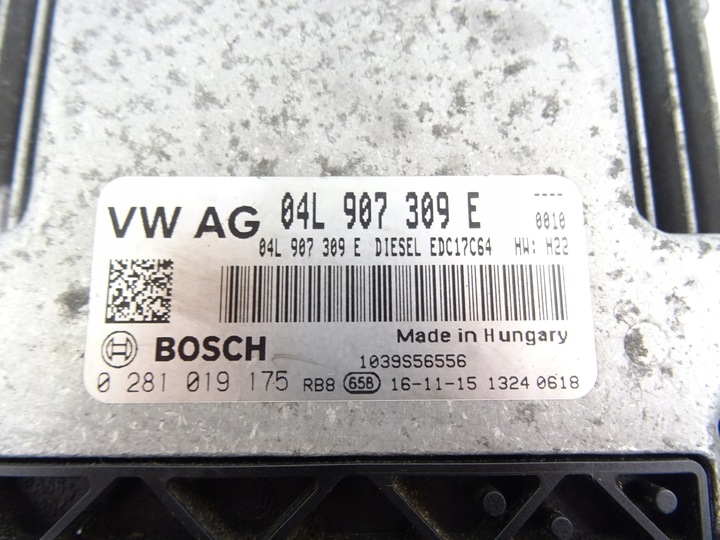 VW AG 04L 907 309 E ----
0010
04L 907 309 E DIESEL EDC17C64 HW: H22
Made in Hungary
BOSCH 1039S56556
0 281 019 175 RB8 658 16-11-15 1324 0618